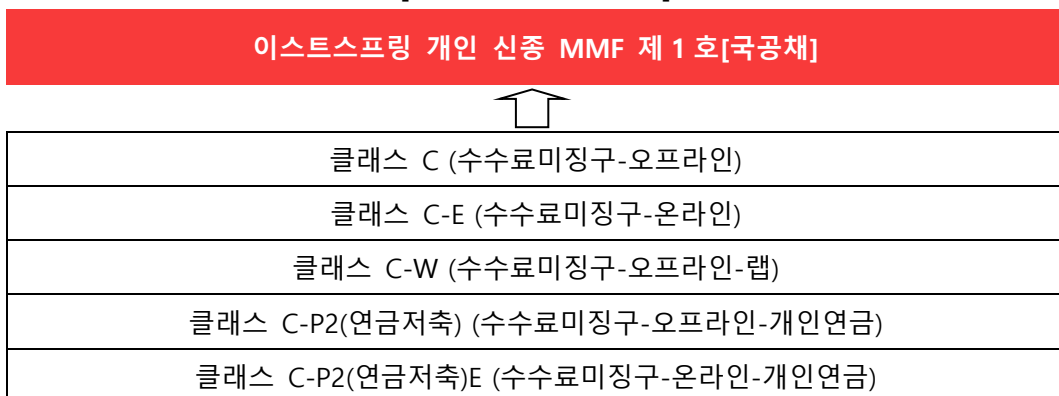 이스트스프링 개인 신종 MMF 제 1 호[국공채]
클래스 C (수수료미징구-오프라인)
클래스 C-E (수수료미징구-온라인)
클래스 C-W (수수료미징구-오프라인-랩)
클래스 C-P2(연금저축) (수수료미징구-오프라인-개인연금)
클래스 C-P2(연금저축)E (수수료미징구-온라인-개인연금)